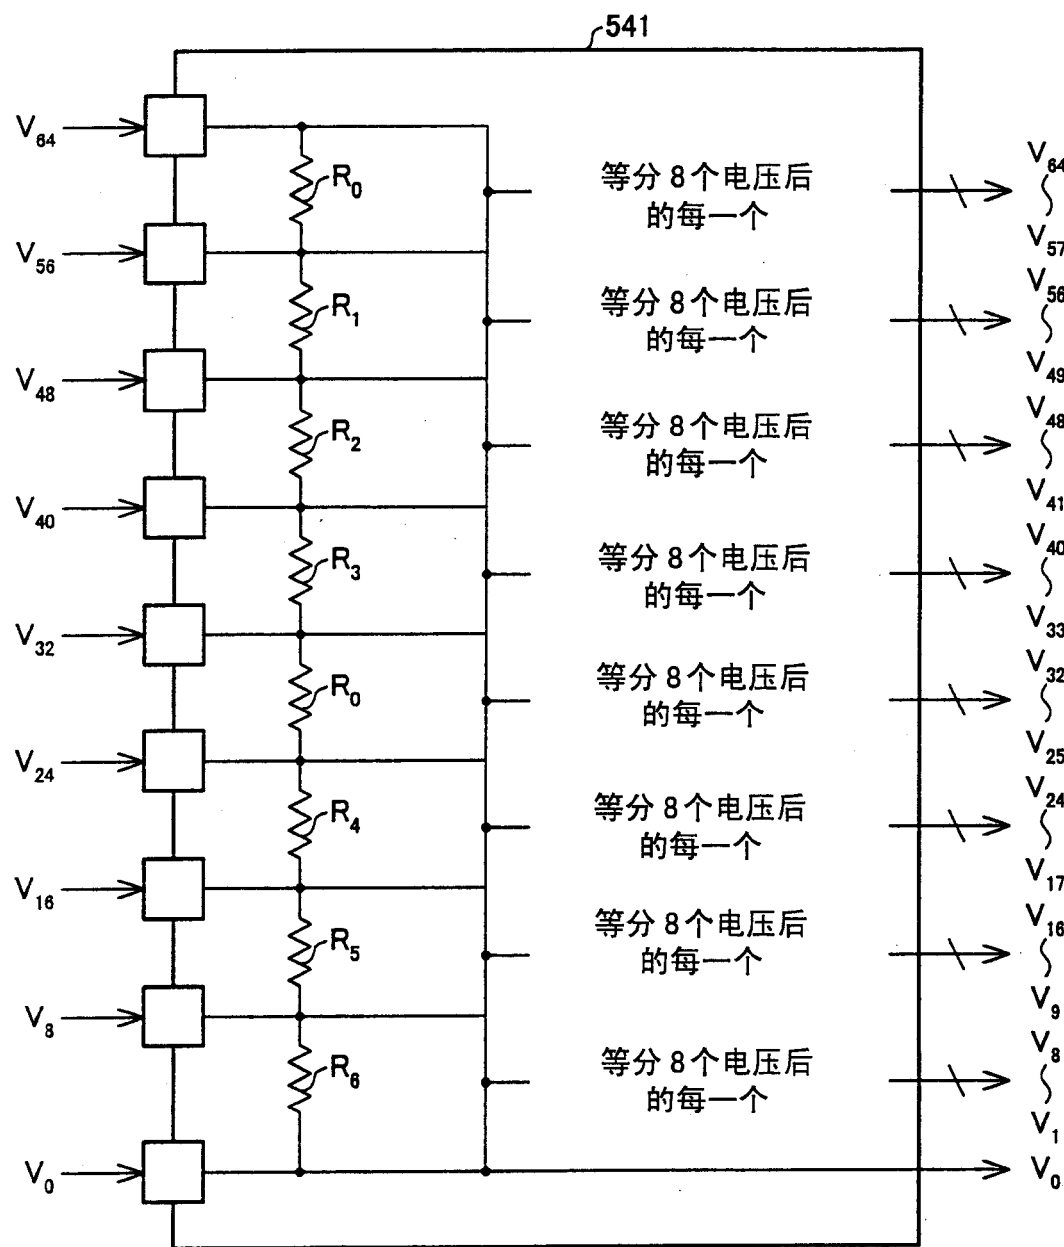 541
V64
R0
等分8个电压后
的每一个
V64
V57
V56
R1
等分8个电压后
的每一个
V56
V49
V48
R2
等分8个电压后
的每一个
V48
V41
V40
R3
等分8个电压后
的每一个
V40
V33
V32
R0
等分8个电压后
的每一个
V32
V25
V24
R4
等分8个电压后
的每一个
V24
V17
V16
R5
等分8个电压后
的每一个
V16
V9
V8
R6
等分8个电压后
的每一个
V8
V1
V0
V0